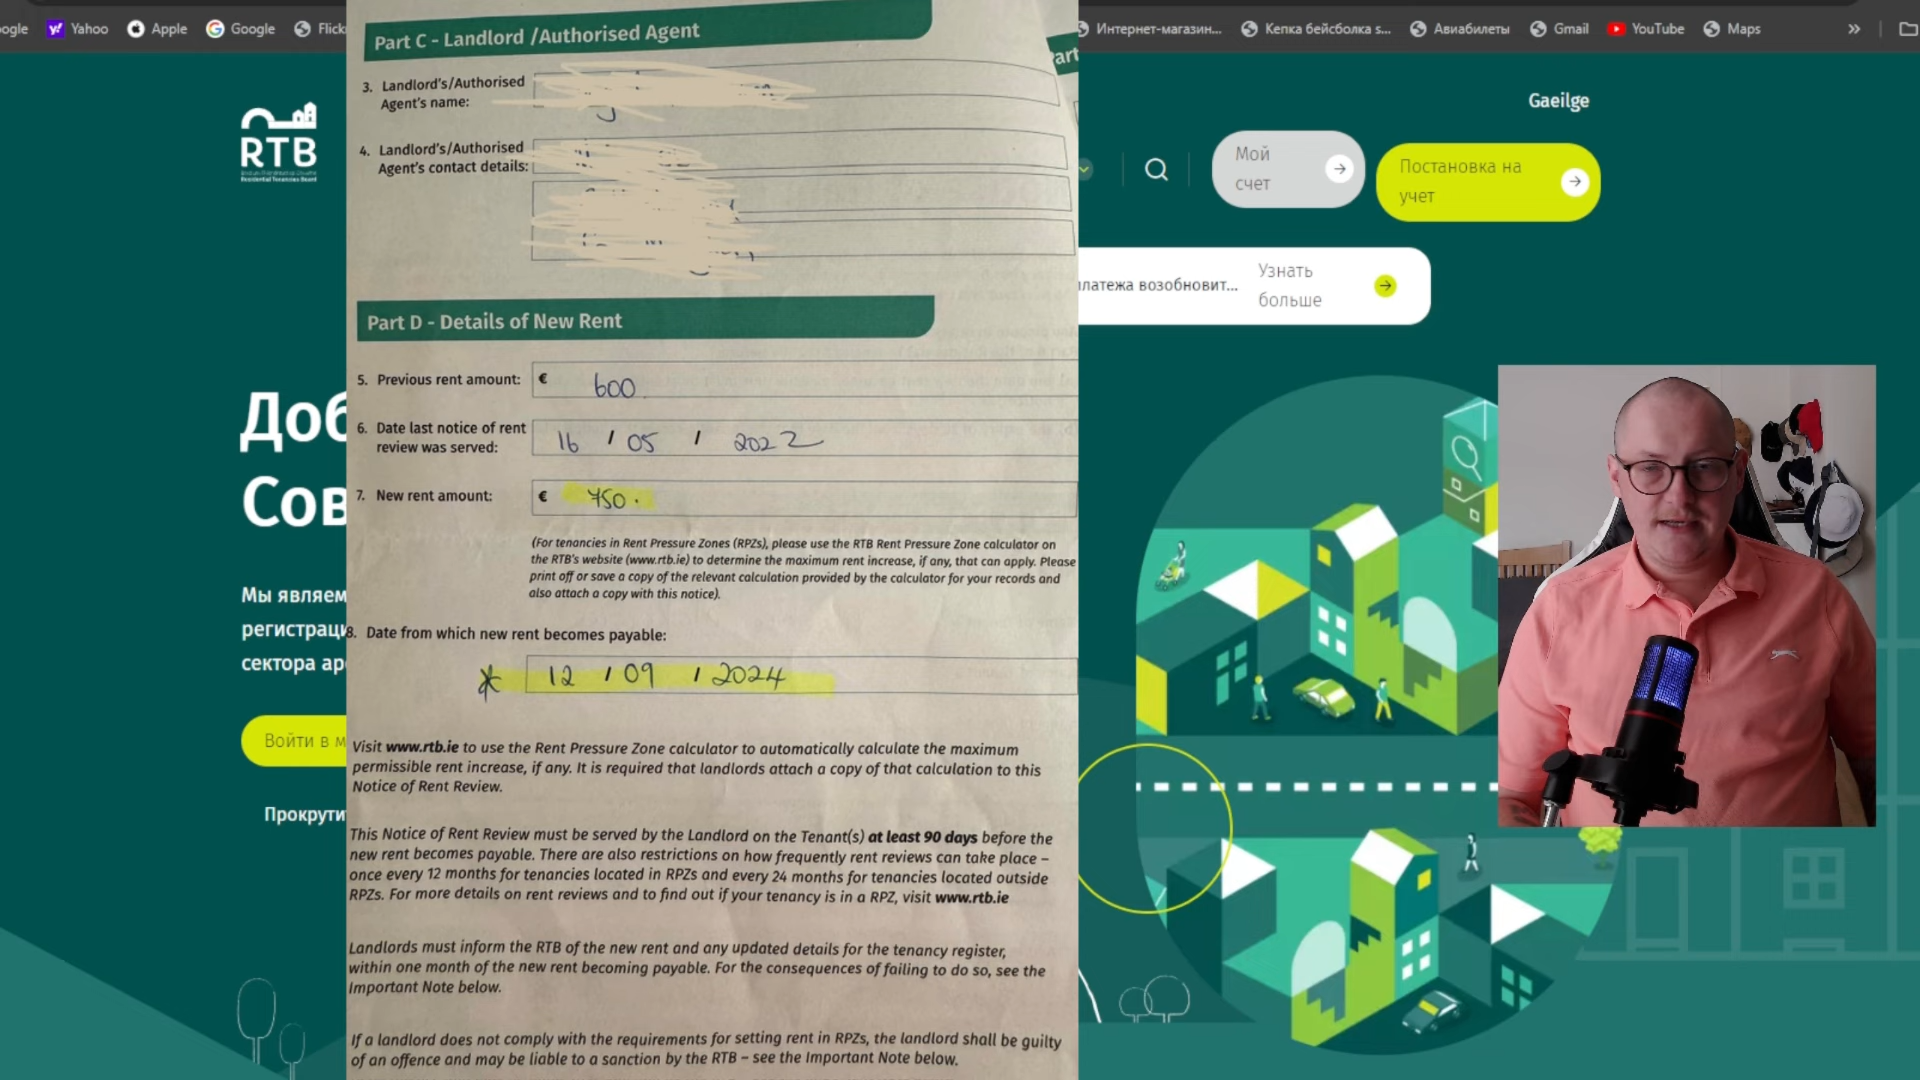 ogle
Yahoo
Apple
Google
Flick
Интернет-магазин...
Кепка бейсболка s...
Авиабилеты
Gmail
YouTube
Maps
»
RTB
Residential Tenancies Board
Gaeilge
Мой
счет
Постановка на
учет
латежа возобновит...
Узнать
больше
Доб
Сов
Мы являем
регистраци
сектора ар
Войти в м
Прокрути
Part C - Landlord /Authorised Agent
Part
3. Landlord's/Authorised
Agent's name:
4. Landlord's/Authorised
Agent's contact details:
Part D - Details of New Rent
5. Previous rent amount: € 600
6. Date last notice of rent
review was served: 16 / 05 / 2022
7. New rent amount: € 750.
(For tenancies in Rent Pressure Zones (RPZs), please use the RTB Rent Pressure Zone calculator on
the RTB's website (www.rtb.ie) to determine the maximum rent increase, if any, that can apply. Please
print off or save a copy of the relevant calculation provided by the calculator for your records and
also attach a copy with this notice).
8. Date from which new rent becomes payable:
* 12 / 09 / 2024
Visit www.rtb.ie to use the Rent Pressure Zone calculator to automatically calculate the maximum
permissible rent increase, if any. It is required that landlords attach a copy of that calculation to this
Notice of Rent Review.
This Notice of Rent Review must be served by the Landlord on the Tenant(s) at least 90 days before the
new rent becomes payable. There are also restrictions on how frequently rent reviews can take place –
once every 12 months for tenancies located in RPZs and every 24 months for tenancies located outside
RPZs. For more details on rent reviews and to find out if your tenancy is in a RPZ, visit www.rtb.ie
Landlords must inform the RTB of the new rent and any updated details for the tenancy register,
within one month of the new rent becoming payable. For the consequences of failing to do so, see the
Important Note below.
If a landlord does not comply with the requirements for setting rent in RPZs, the landlord shall be guilty
of an offence and may be liable to a sanction by the RTB – see the Important Note below.